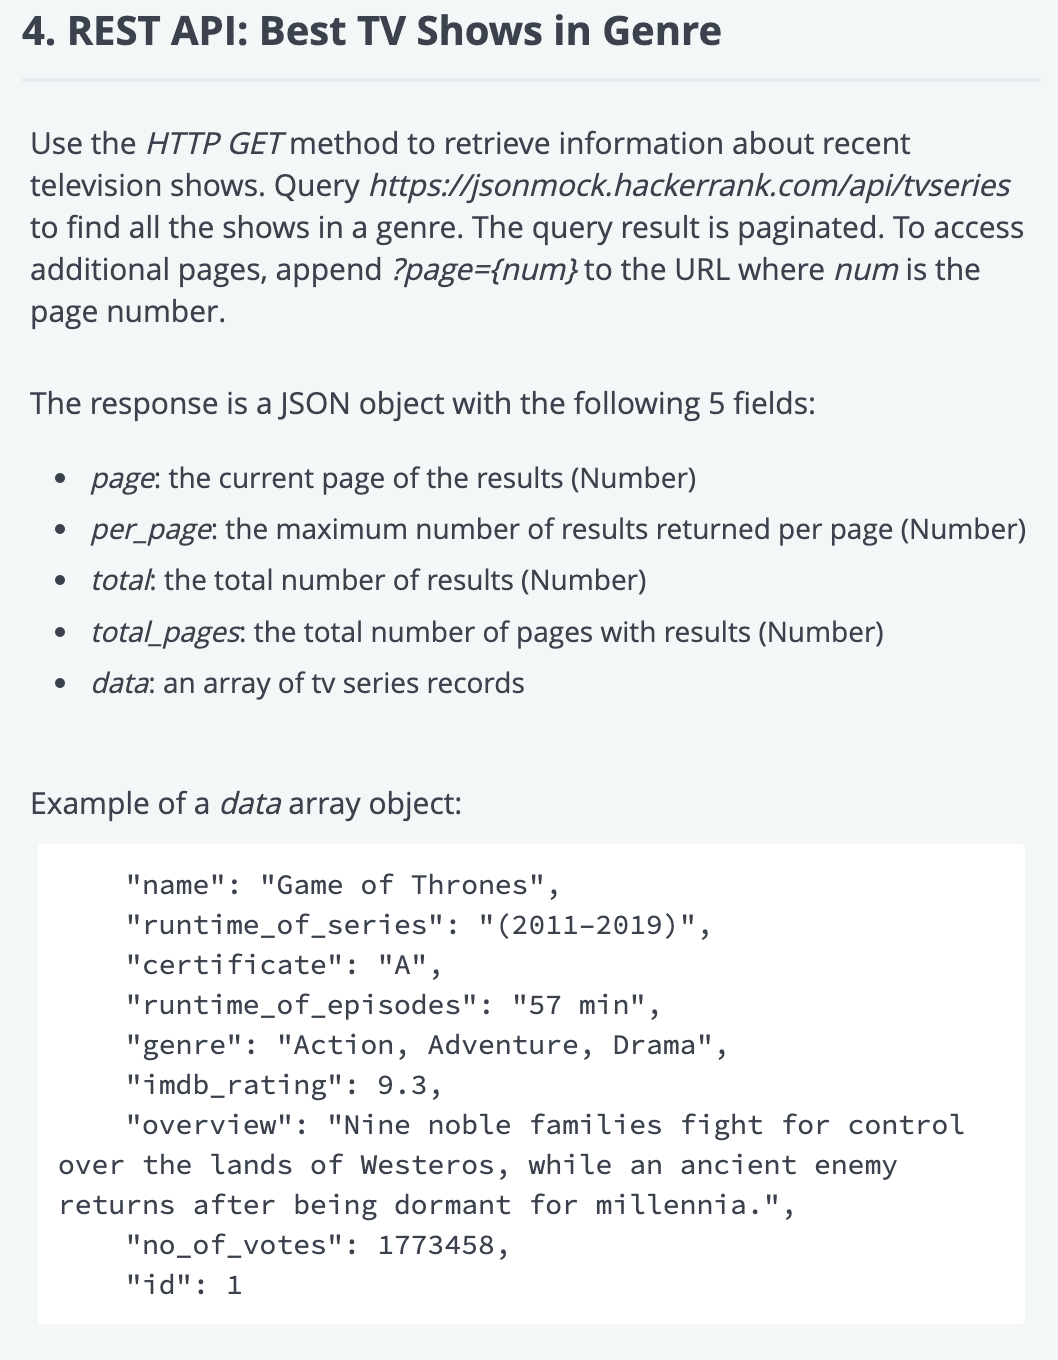 4. REST API: Best TV Shows in Genre
Use the HTTP GET method to retrieve information about recent
television shows. Query https://jsonmock.hackerrank.com/api/tvseries
to find all the shows in a genre. The query result is paginated. To access
additional pages, append ?page={num} to the URL where num is the
page number.
The response is a JSON object with the following 5 fields:
• page: the current page of the results (Number)
• per_page: the maximum number of results returned per page (Number)
• total: the total number of results (Number)
• total_pages: the total number of pages with results (Number)
• data: an array of tv series records
Example of a data array object:
"name": "Game of Thrones",
"runtime_of_series": "(2011–2019)",
"certificate": "A",
"runtime_of_episodes": "57 min",
"genre": "Action, Adventure, Drama",
"imdb_rating": 9.3,
"overview": "Nine noble families fight for control
over the lands of Westeros, while an ancient enemy
returns after being dormant for millennia.",
"no_of_votes": 1773458,
"id": 1